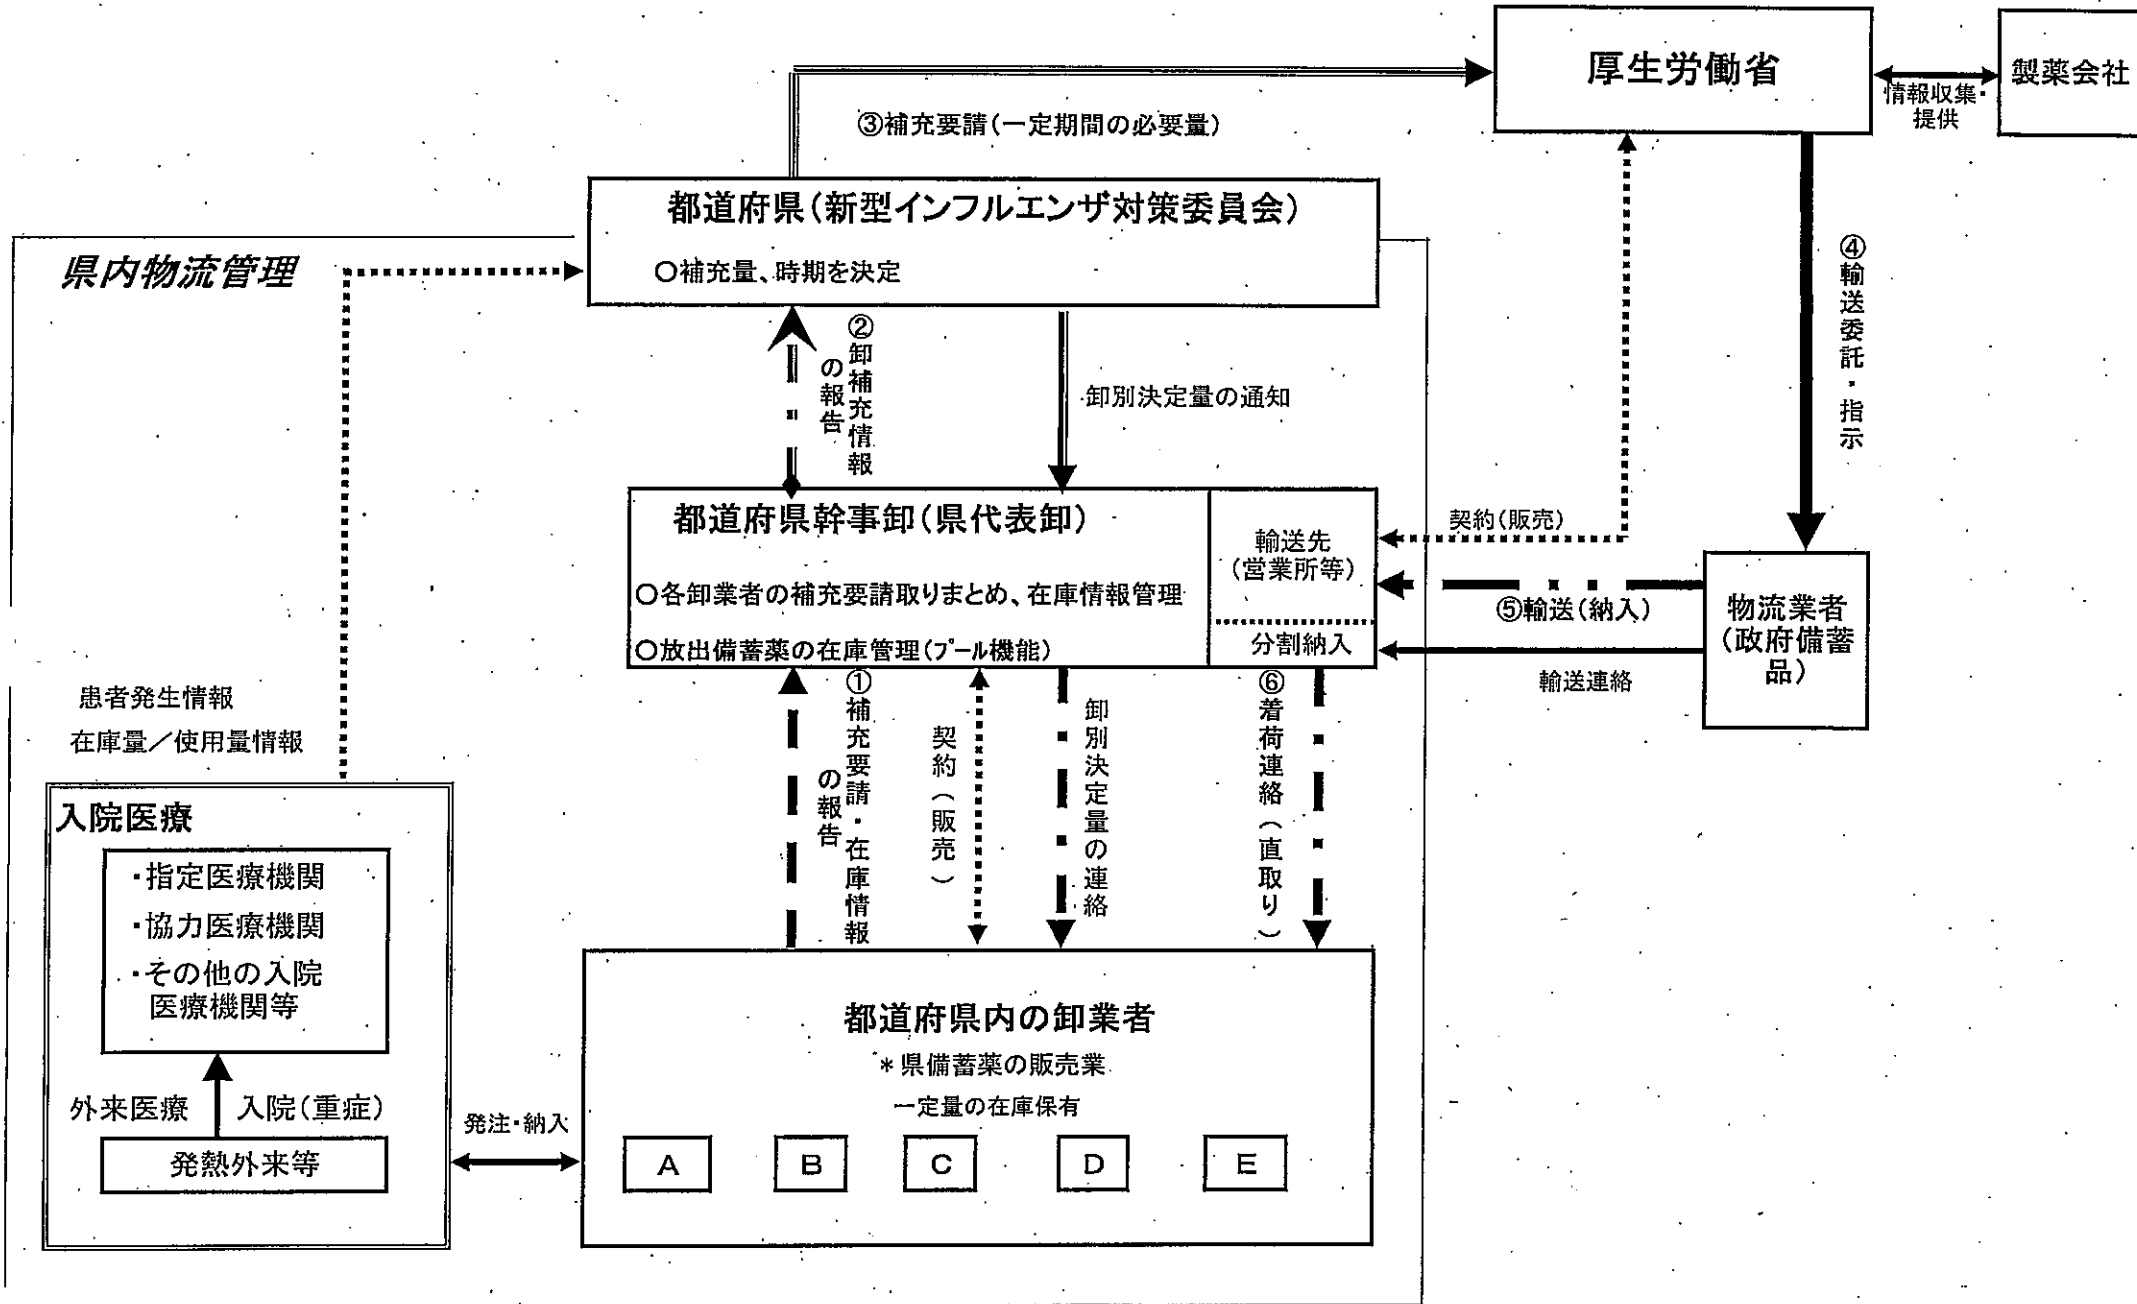 厚生労働省
情報収集・
提供
製薬会社
③補充要請(一定期間の必要量)
都道府県(新型インフルエンザ対策委員会)
○補充量、時期を決定
県内物流管理
④輸送委託・指示
②卸補充情報
の報告
卸別決定量の通知
都道府県幹事卸(県代表卸)
○各卸業者の補充要請取りまとめ、在庫情報管理
○放出備蓄薬の在庫管理(プール機能)
輸送先
(営業所等)
分割納入
契約(販売)
⑤輸送(納入)
輸送連絡
物流業者
(政府備蓄
品)
患者発生情報
在庫量/使用量情報
①補充要請・在庫情報
の報告
契約(販売)
卸別決定量の連絡
⑥着荷連絡(直取り)
入院医療
・指定医療機関
・協力医療機関
・その他の入院
医療機関等
外来医療
入院(重症)
発熱外来等
発注・納入
都道府県内の卸業者
*県備蓄薬の販売業
一定量の在庫保有
A
B
C
D
E